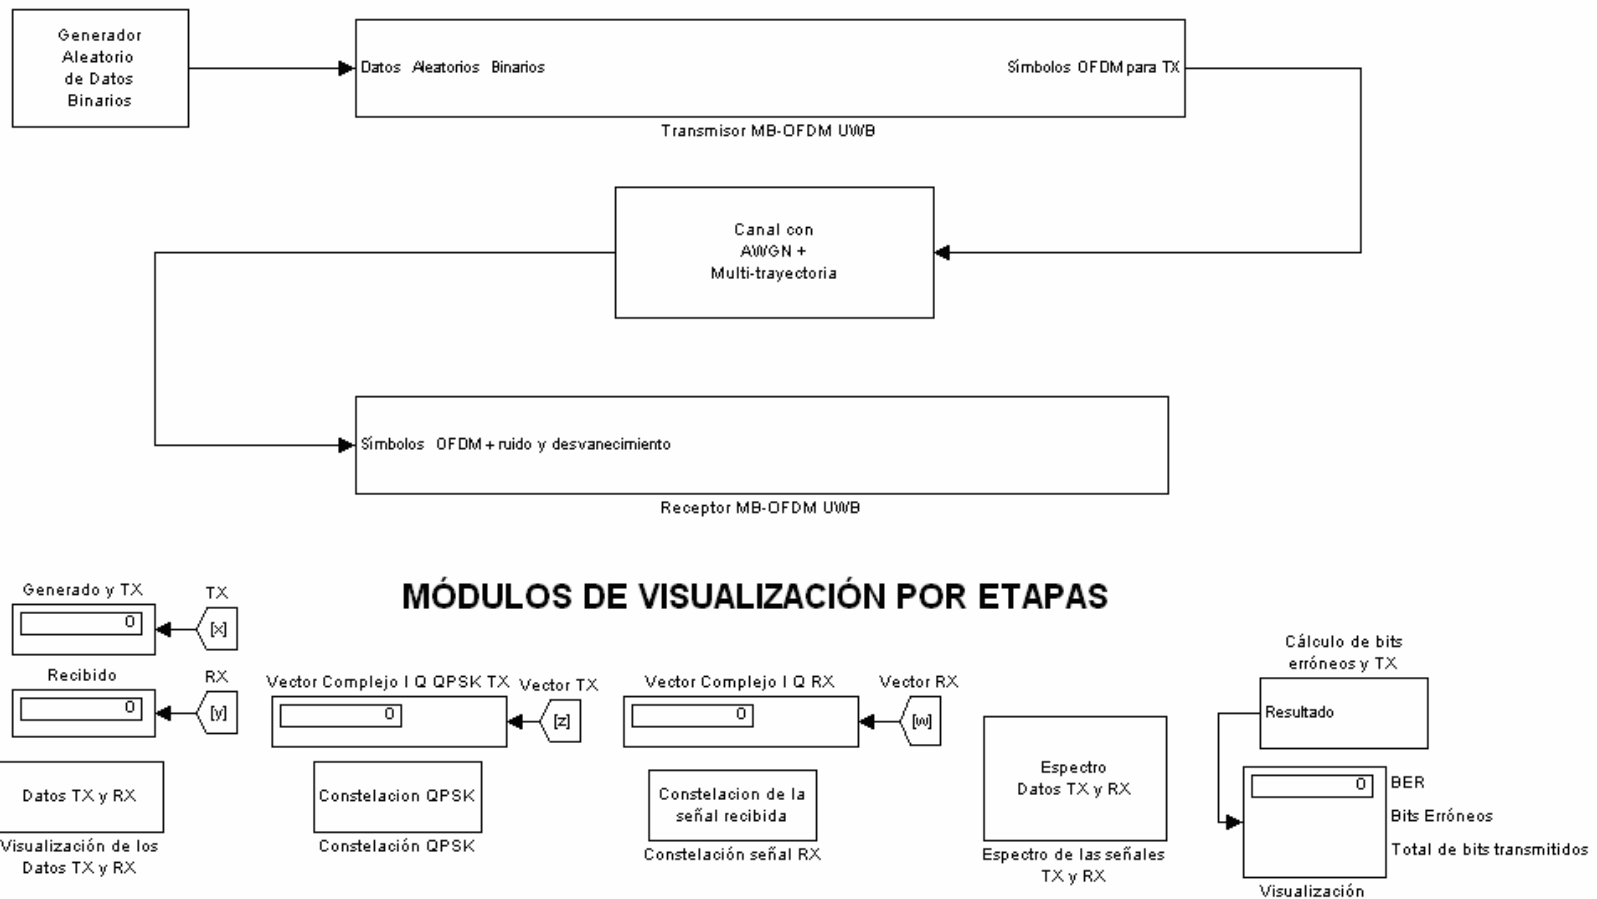 Generador
Aleatorio
de Datos
Binarios
Datos Aleatorios Binarios
Símbolos OFDM para TX
Transmisor MB-OFDM UWB
Canal con
AWGN +
Multi-trayectoria
Símbolos OFDM + ruido y desvanecimiento
Receptor MB-OFDM UWB
MÓDULOS DE VISUALIZACIÓN POR ETAPAS
Generado y TX
0
TX
[x]
Recibido
0
RX
[y]
Datos TX y RX
Visualización de los
Datos TX y RX
Vector Complejo I Q QPSK TX
0
Vector TX
[z]
Constelacion QPSK
Constelación QPSK
Vector Complejo I Q RX
0
Vector RX
[w]
Constelacion de la
señal recibida
Constelación señal RX
Espectro
Datos TX y RX
Espectro de las señales
TX y RX
Cálculo de bits
erróneos y TX
Resultado
0
BER
Bits Erróneos
Total de bits transmitidos
Visualización